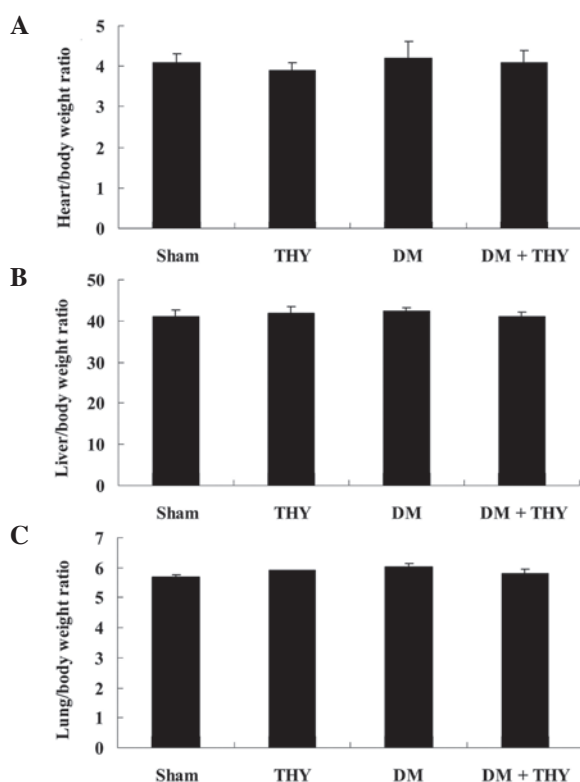 A
Heart/body weight ratio
5
4
3
2
1
0
Sham THY DM DM + THY
B
Liver/body weight ratio
50
40
30
20
10
0
Sham THY DM DM + THY
C
Lung/body weight ratio
7
6
5
4
3
2
1
0
Sham THY DM DM + THY